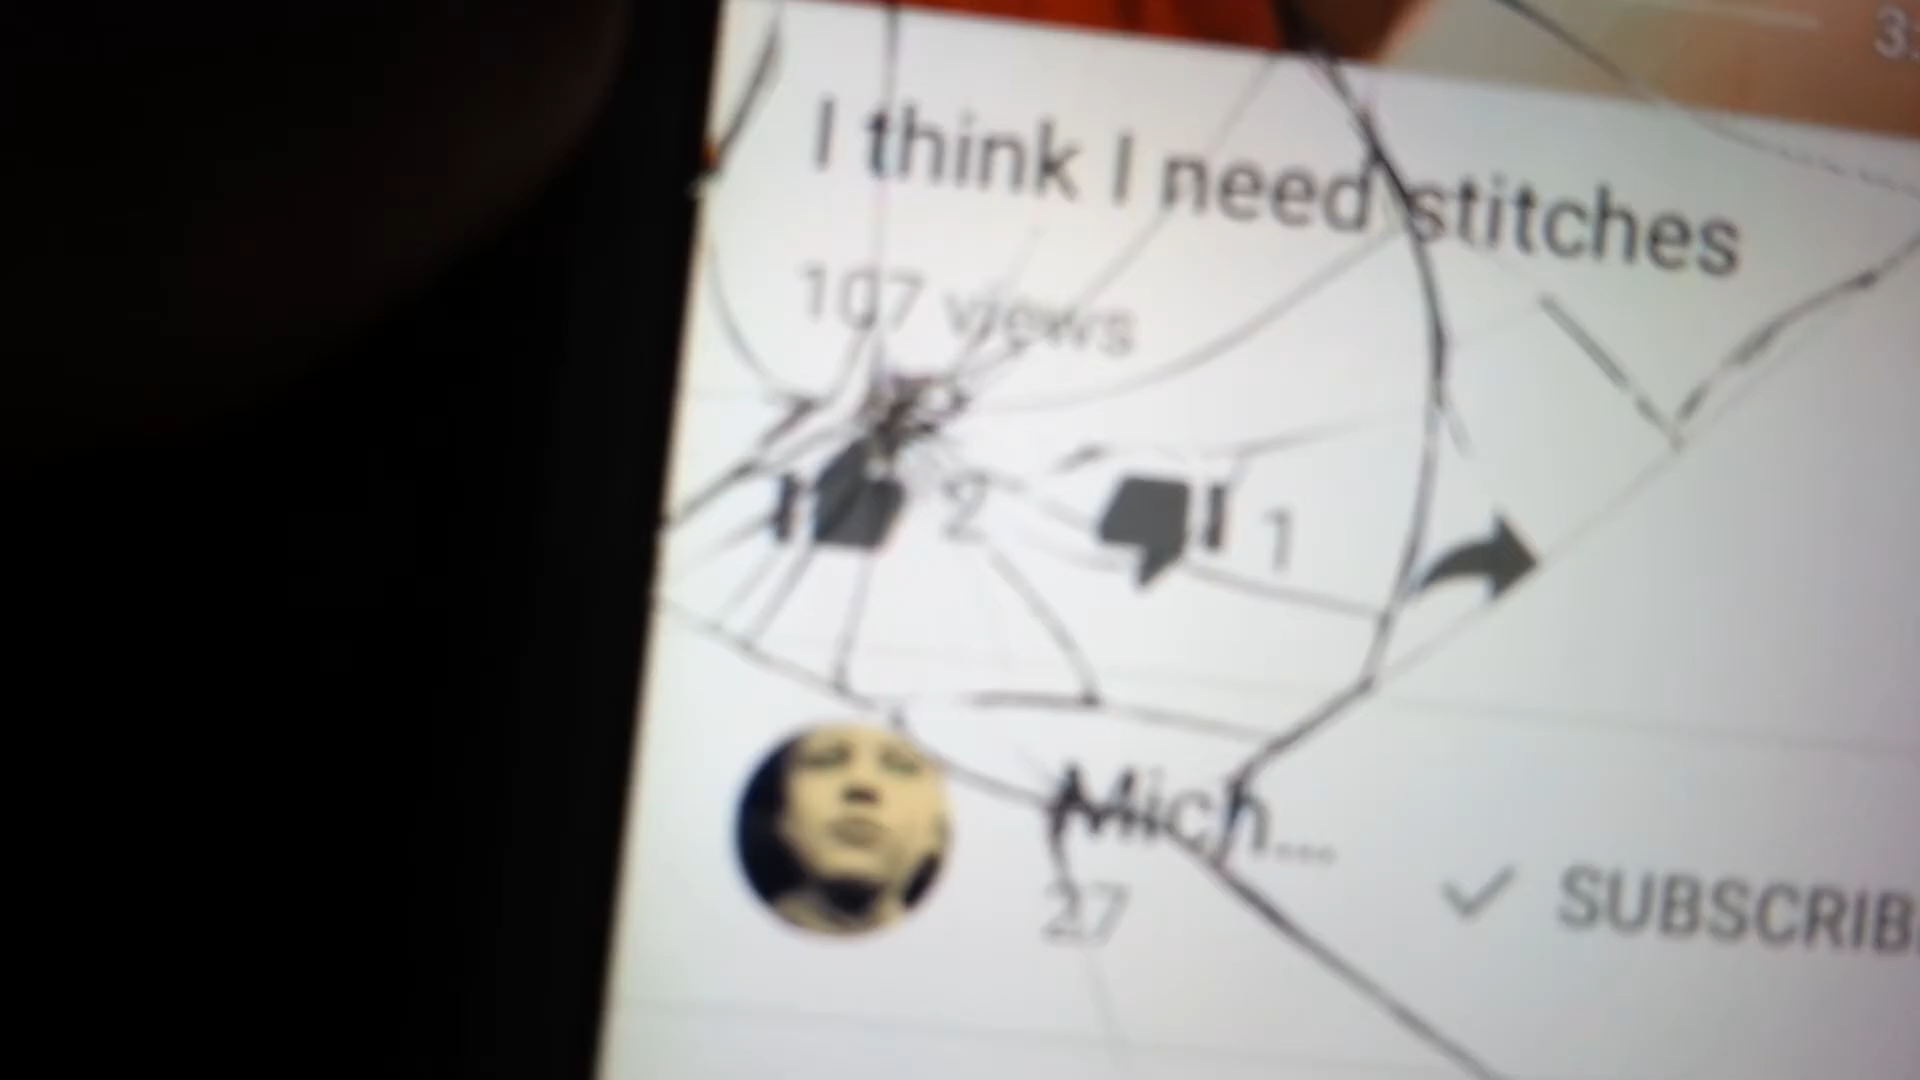 I think I need stitches
107 views
2
1
Mich...
27
SUBSCRIB